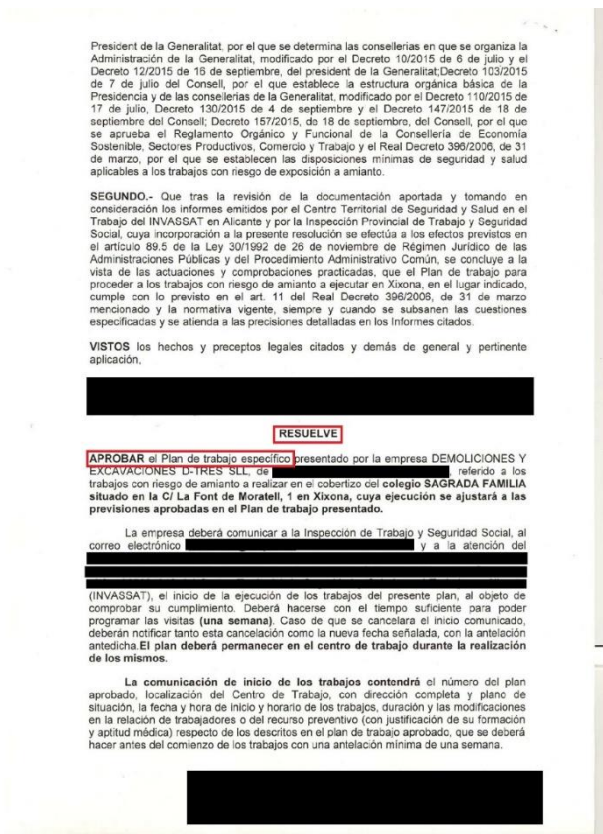 President de la Generalitat, por el que se determina las consellerias en que se organiza la
Administración de la Generalitat, modificado por el Decreto 10/2015 de 6 de julio y el
Decreto 12/2015 de 16 de septiembre, del president de la Generalitat;Decreto 103/2015
de 7 de julio del Consell, por el que establece la estructura orgánica básica de la
Presidencia y de las consellerias de la Generalitat, modificado por el Decreto 110/2015 de
17 de julio, Decreto 130/2015 de 4 de septiembre y el Decreto 147/2015 de 18 de
septiembre del Consell; Decreto 157/2015, de 18 de septiembre, del Consell, por el que
se aprueba el Reglamento Orgánico y Funcional de la Consellería de Economía
Sostenible, Sectores Productivos, Comercio y Trabajo y el Real Decreto 396/2006, de 31
de marzo, por el que se establecen las disposiciones mínimas de seguridad y salud
aplicables a los trabajos con riesgo de exposición a amianto.
SEGUNDO.- Que tras la revisión de la documentación aportada y tomando en
consideración los informes emitidos por el Centro Territorial de Seguridad y Salud en el
Trabajo del INVASSAT en Alicante y por la Inspección Provincial de Trabajo y Seguridad
Social, cuya incorporación a la presente resolución se efectúa a los efectos previstos en
el artículo 89.5 de la Ley 30/1992 de 26 de noviembre de Régimen Jurídico de las
Administraciones Públicas y del Procedimiento Administrativo Común, se concluye a la
vista de las actuaciones y comprobaciones practicadas, que el Plan de trabajo para
proceder a los trabajos con riesgo de amianto a ejecutar en Xixona, en el lugar indicado,
cumple con lo previsto en el art. 11 del Real Decreto 396/2006, de 31 de marzo
mencionado y la normativa vigente, siempre y cuando se subsanan las cuestiones
especificadas y se atienda a las precisiones detalladas en los Informes citados.
VISTOS los hechos y preceptos legales citados y demás de general y pertinente
aplicación,
RESUELVE
APROBAR el Plan de trabajo específico presentado por la empresa DEMOLICIONES Y
EXCAVACIONES D-TRES SLL, de , referido a los
trabajos con riesgo de amianto a realizar en el cobertizo del colegio SAGRADA FAMILIA
situado en la C/ La Font de Moratell, 1 en Xixona, cuya ejecución se ajustará a las
previsiones aprobadas en el Plan de trabajo presentado.
La empresa deberá comunicar a la Inspección de Trabajo y Seguridad Social, al
correo electrónico y a la atención del
(INVASSAT), el inicio de la ejecución de los trabajos del presente plan, al objeto de
comprobar su cumplimiento. Deberá hacerse con el tiempo suficiente para poder
programar las visitas (una semana). Caso de que se cancelara el inicio comunicado,
deberán notificar tanto esta cancelación como la nueva fecha señalada, con la antelación
antedicha.El plan deberá permanecer en el centro de trabajo durante la realización
de los mismos.
La comunicación de inicio de los trabajos contendrá el número del plan
aprobado, localización del Centro de Trabajo, con dirección completa y plano de
situación, la fecha y hora de inicio y horario de los trabajos, duración y las modificaciones
en la relación de trabajadores o del recurso preventivo (con justificación de su formación
y aptitud médica) respecto de los descritos en el plan de trabajo aprobado, que se deberá
hacer antes del comienzo de los trabajos con una antelación mínima de una semana.